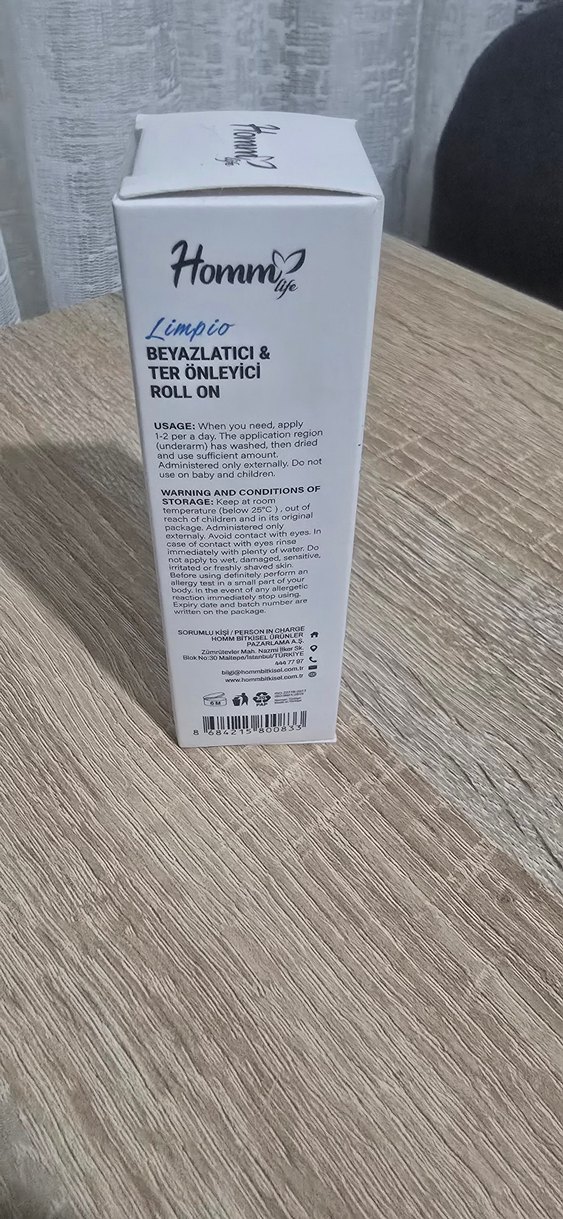 Homm
life
Homm
life
Limpio
BEYAZLATICI &
TER ÖNLEYİCİ
ROLL ON
USAGE: When you need, apply
1-2 per a day. The application region
(underarm) has washed, then dried
and use sufficient amount.
Administered only externally. Do not
use on baby and children.
WARNING AND CONDITIONS OF
STORAGE: Keep at room
temperature (below 25°C ) , out of
reach of children and in its original
package. Administered only
externaly. Avoid contact with eyes. In
case of contact with eyes rinse
immediately with plenty of water. Do
not apply to wet, damaged, sensitive,
irritated or freshly shaved skin.
Before using definitely perform an
allergy test in a small part of your
body. In the event of any allergetic
reaction immediately stop using.
Expiry date and batch number are
written on the package.
SORUMLU KİŞİ / PERSON IN CHARGE
HOMM BİTKİSEL ÜRÜNLER
PAZARLAMA A.Ş.
Zümrütevler Mah. Nazmi İlker Sk.
Blok No:30 Maltepe/İstanbul/TÜRKİYE
444 77 97
bilgi@hommbitkisel.com.tr
www.hommbitkisel.com.tr
6 M
PAP
8 684215 800833